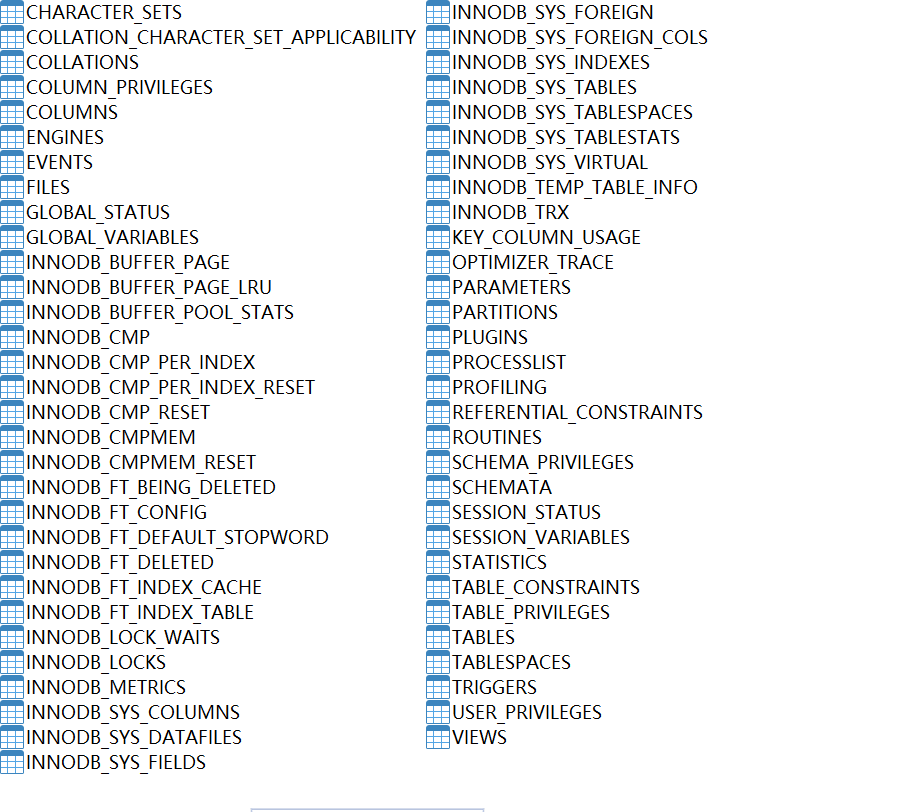 CHARACTER_SETS
COLLATION_CHARACTER_SET_APPLICABILITY
COLLATIONS
COLUMN_PRIVILEGES
COLUMNS
ENGINES
EVENTS
FILES
GLOBAL_STATUS
GLOBAL_VARIABLES
INNODB_BUFFER_PAGE
INNODB_BUFFER_PAGE_LRU
INNODB_BUFFER_POOL_STATS
INNODB_CMP
INNODB_CMP_PER_INDEX
INNODB_CMP_PER_INDEX_RESET
INNODB_CMP_RESET
INNODB_CMPMEM
INNODB_CMPMEM_RESET
INNODB_FT_BEING_DELETED
INNODB_FT_CONFIG
INNODB_FT_DEFAULT_STOPWORD
INNODB_FT_DELETED
INNODB_FT_INDEX_CACHE
INNODB_FT_INDEX_TABLE
INNODB_LOCK_WAITS
INNODB_LOCKS
INNODB_METRICS
INNODB_SYS_COLUMNS
INNODB_SYS_DATAFILES
INNODB_SYS_FIELDS
INNODB_SYS_FOREIGN
INNODB_SYS_FOREIGN_COLS
INNODB_SYS_INDEXES
INNODB_SYS_TABLES
INNODB_SYS_TABLESPACES
INNODB_SYS_TABLESTATS
INNODB_SYS_VIRTUAL
INNODB_TEMP_TABLE_INFO
INNODB_TRX
KEY_COLUMN_USAGE
OPTIMIZER_TRACE
PARAMETERS
PARTITIONS
PLUGINS
PROCESSLIST
PROFILING
REFERENTIAL_CONSTRAINTS
ROUTINES
SCHEMA_PRIVILEGES
SCHEMATA
SESSION_STATUS
SESSION_VARIABLES
STATISTICS
TABLE_CONSTRAINTS
TABLE_PRIVILEGES
TABLES
TABLESPACES
TRIGGERS
USER_PRIVILEGES
VIEWS